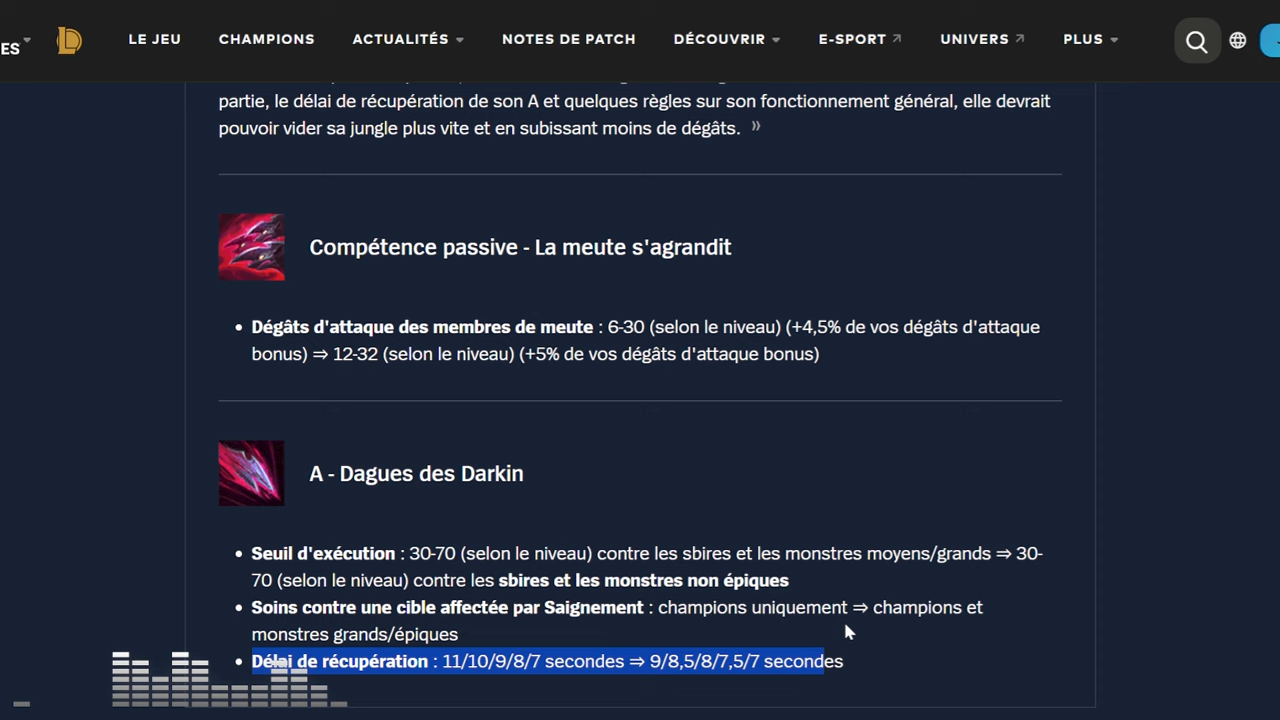 ES
LE JEU CHAMPIONS ACTUALITÉS NOTES DE PATCH DÉCOUVRIR E-SPORT UNIVERS PLUS
partie, le délai de récupération de son A et quelques règles sur son fonctionnement général, elle devrait
pouvoir vider sa jungle plus vite et en subissant moins de dégâts. »
Compétence passive - La meute s'agrandit
• Dégâts d'attaque des membres de meute : 6-30 (selon le niveau) (+4,5% de vos dégâts d'attaque
bonus) ⇒ 12-32 (selon le niveau) (+5% de vos dégâts d'attaque bonus)
A - Dagues des Darkin
• Seuil d'exécution : 30-70 (selon le niveau) contre les sbires et les monstres moyens/grands ⇒ 30-
70 (selon le niveau) contre les sbires et les monstres non épiques
• Soins contre une cible affectée par Saignement : champions uniquement ⇒ champions et
monstres grands/épiques
• Délai de récupération : 11/10/9/8/7 secondes ⇒ 9/8,5/8/7,5/7 secondes